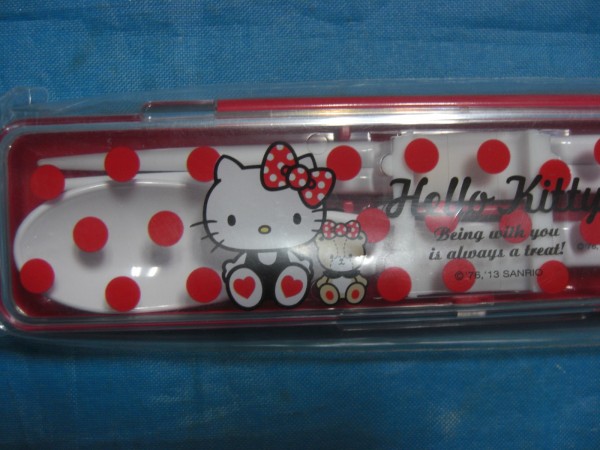 Hello Kitty
Being with you
is always a treat!
©'76,'13 SANRIO